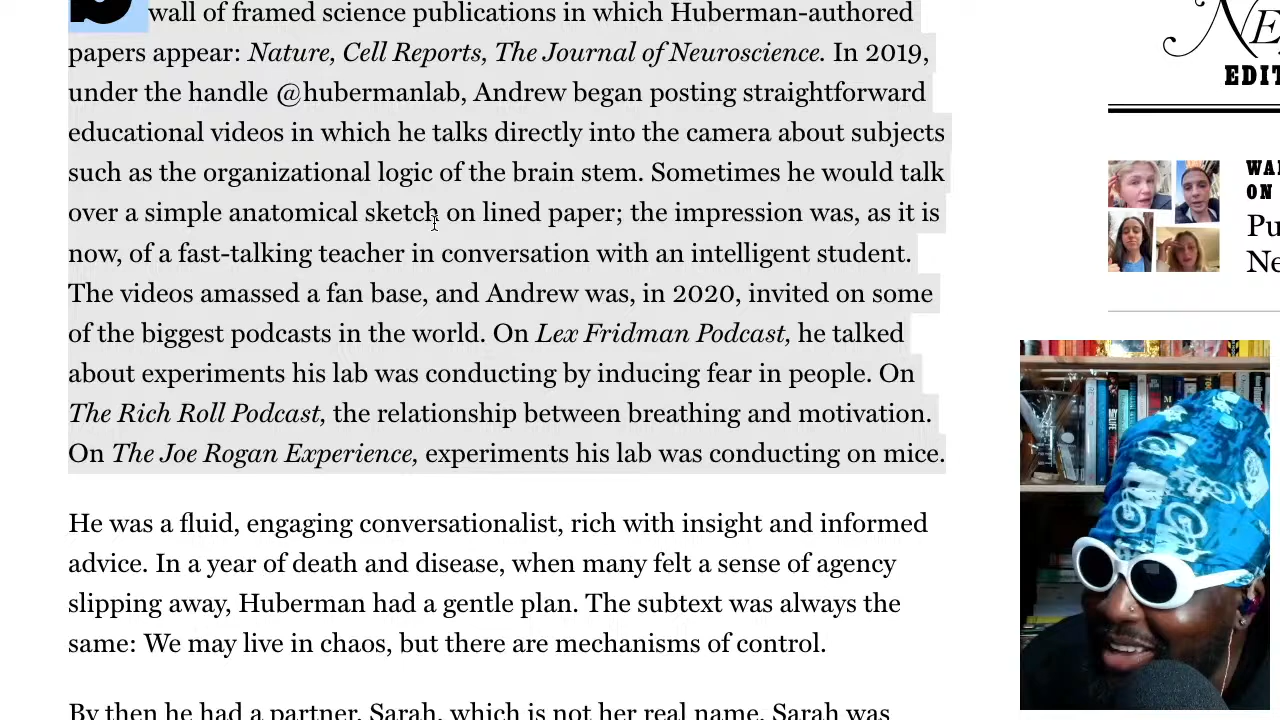 wall of framed science publications in which Huberman-authored
papers appear: Nature, Cell Reports, The Journal of Neuroscience. In 2019,
under the handle @hubermanlab, Andrew began posting straightforward
educational videos in which he talks directly into the camera about subjects
such as the organizational logic of the brain stem. Sometimes he would talk
over a simple anatomical sketch on lined paper; the impression was, as it is
now, of a fast-talking teacher in conversation with an intelligent student.
The videos amassed a fan base, and Andrew was, in 2020, invited on some
of the biggest podcasts in the world. On Lex Fridman Podcast, he talked
about experiments his lab was conducting by inducing fear in people. On
The Rich Roll Podcast, the relationship between breathing and motivation.
On The Joe Rogan Experience, experiments his lab was conducting on mice.
He was a fluid, engaging conversationalist, rich with insight and informed
advice. In a year of death and disease, when many felt a sense of agency
slipping away, Huberman had a gentle plan. The subtext was always the
same: We may live in chaos, but there are mechanisms of control.
By then he had a partner, Sarah, which is not her real name. Sarah was
NE
EDIT
WA
ON
Pu
Ne